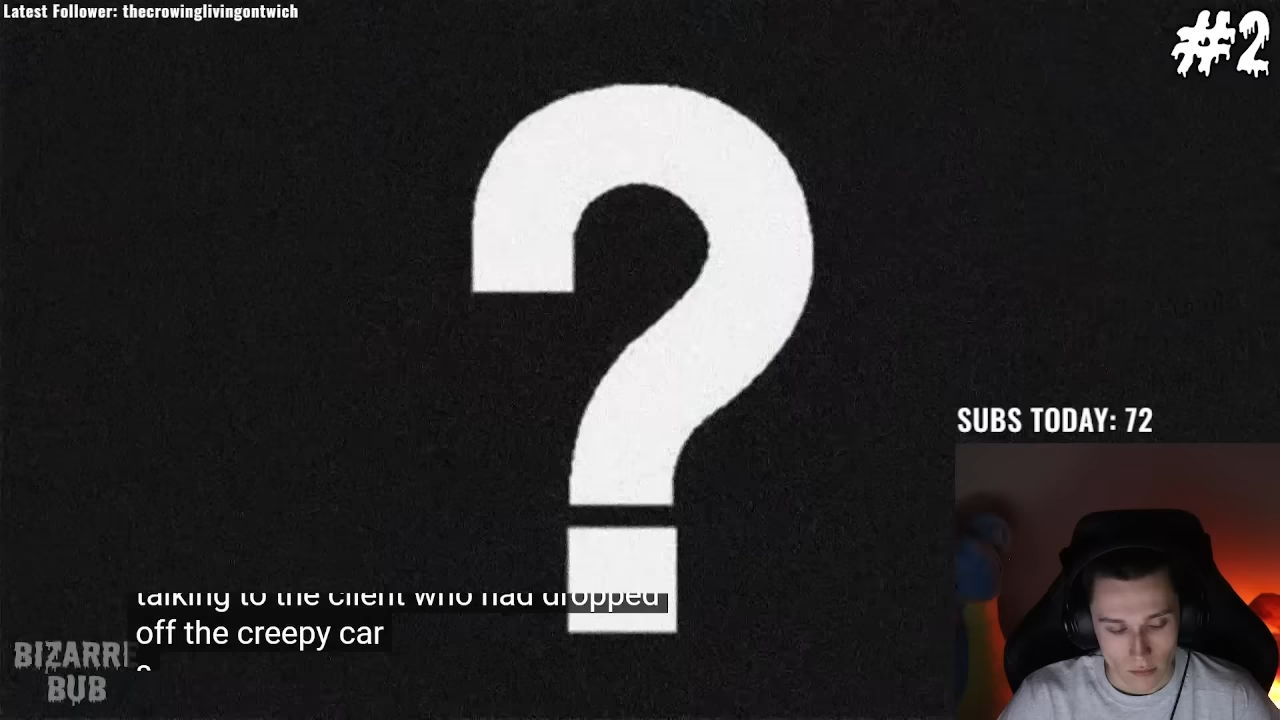 Latest Follower: thecrowinglivingontwich
#2
?
SUBS TODAY: 72
talking to the client who had dropped
off the creepy car
BIZARRE
BUB